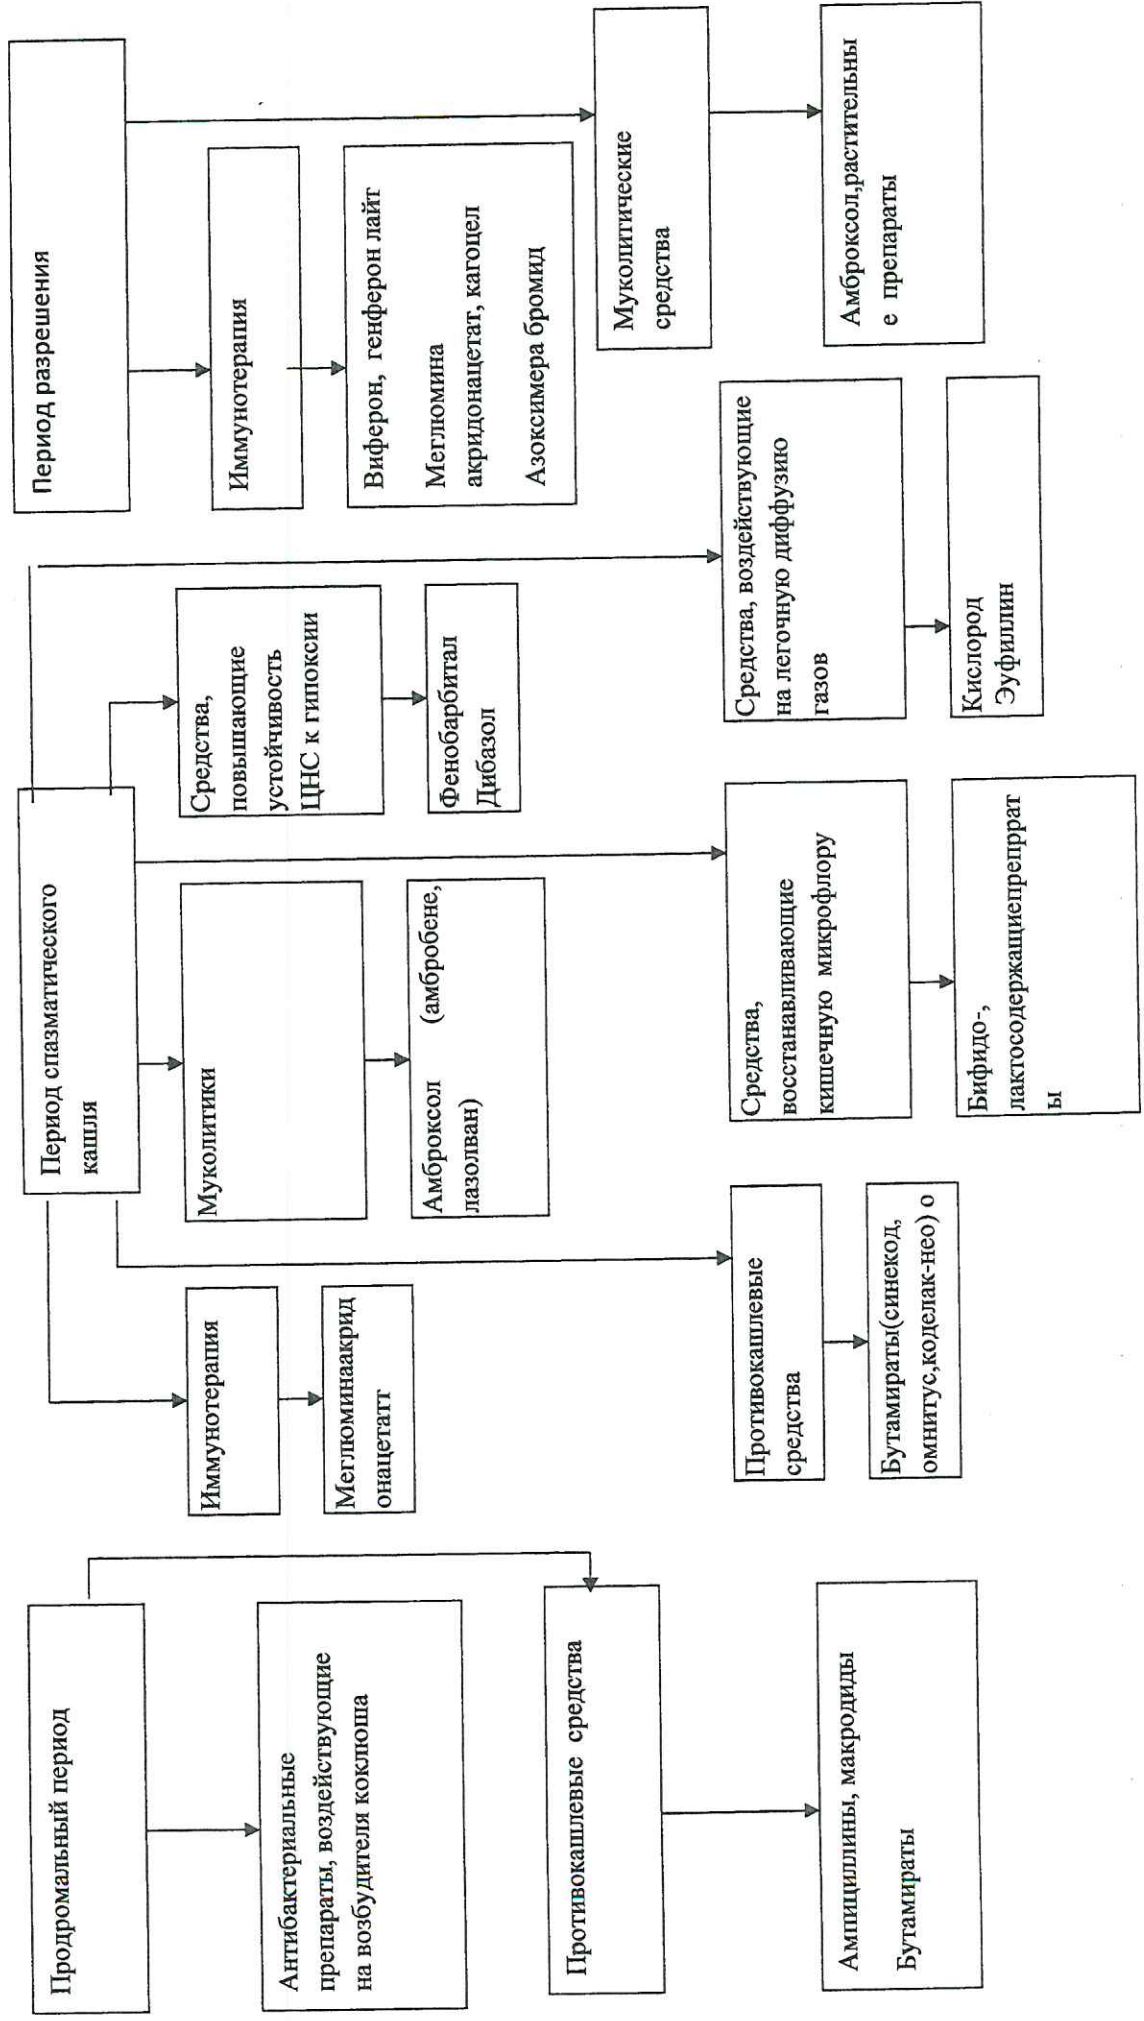 Продромальный период
Антибактериальные
препараты, воздействующие
на возбудителя коклюша
Противокашлевые средства
Ампициллины, макродиды
Бутамираты
Период спазматического
кашля
Иммунотерапия
Меглюминаакрид
онацетатт
Муколитики
Амброксол (амбробене,
лазолван)
Средства,
повышающие
устойчивость
ЦНС к гипоксии
Фенобарбитал
Дибазол
Противокашлевые
средства
Бутамираты(синекод,
омнитус,коделак-нео) о
Средства,
восстанавливающие
кишечную микрофлору
Бифидо-,
лактосодержащиепрепррат
ы
Средства, воздействующие
на легочную диффузию
газов
Кислород
Эуфиллин
Период разрешения
Иммунотерапия
Виферон, генферон лайт
Меглюмина
акридонацетат, кагоцел
Азоксимера бромид
Муколитические
средства
Амброксол,растительны
е препараты